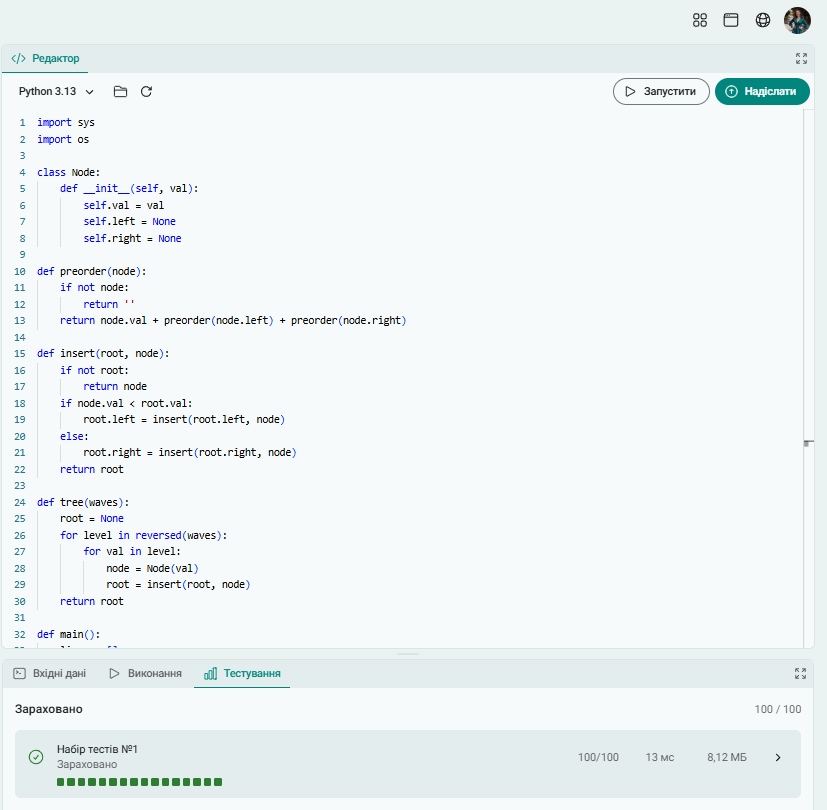 Редактор
Python 3.13
Запустити
Надіслати
1 import sys
2 import os
3
4 class Node:
5     def __init__(self, val):
6         self.val = val
7         self.left = None
8         self.right = None
9
10 def preorder(node):
11     if not node:
12         return ''
13     return node.val + preorder(node.left) + preorder(node.right)
14
15 def insert(root, node):
16     if not root:
17         return node
18     if node.val < root.val:
19         root.left = insert(root.left, node)
20     else:
21         root.right = insert(root.right, node)
22     return root
23
24 def tree(waves):
25     root = None
26     for level in reversed(waves):
27         for val in level:
28             node = Node(val)
29             root = insert(root, node)
30     return root
31
32 def main():
Вхідні дані
Виконання
Тестування
Зараховано
100 / 100
Набір тестів №1
Зараховано
100/100
13 мс
8,12 МБ